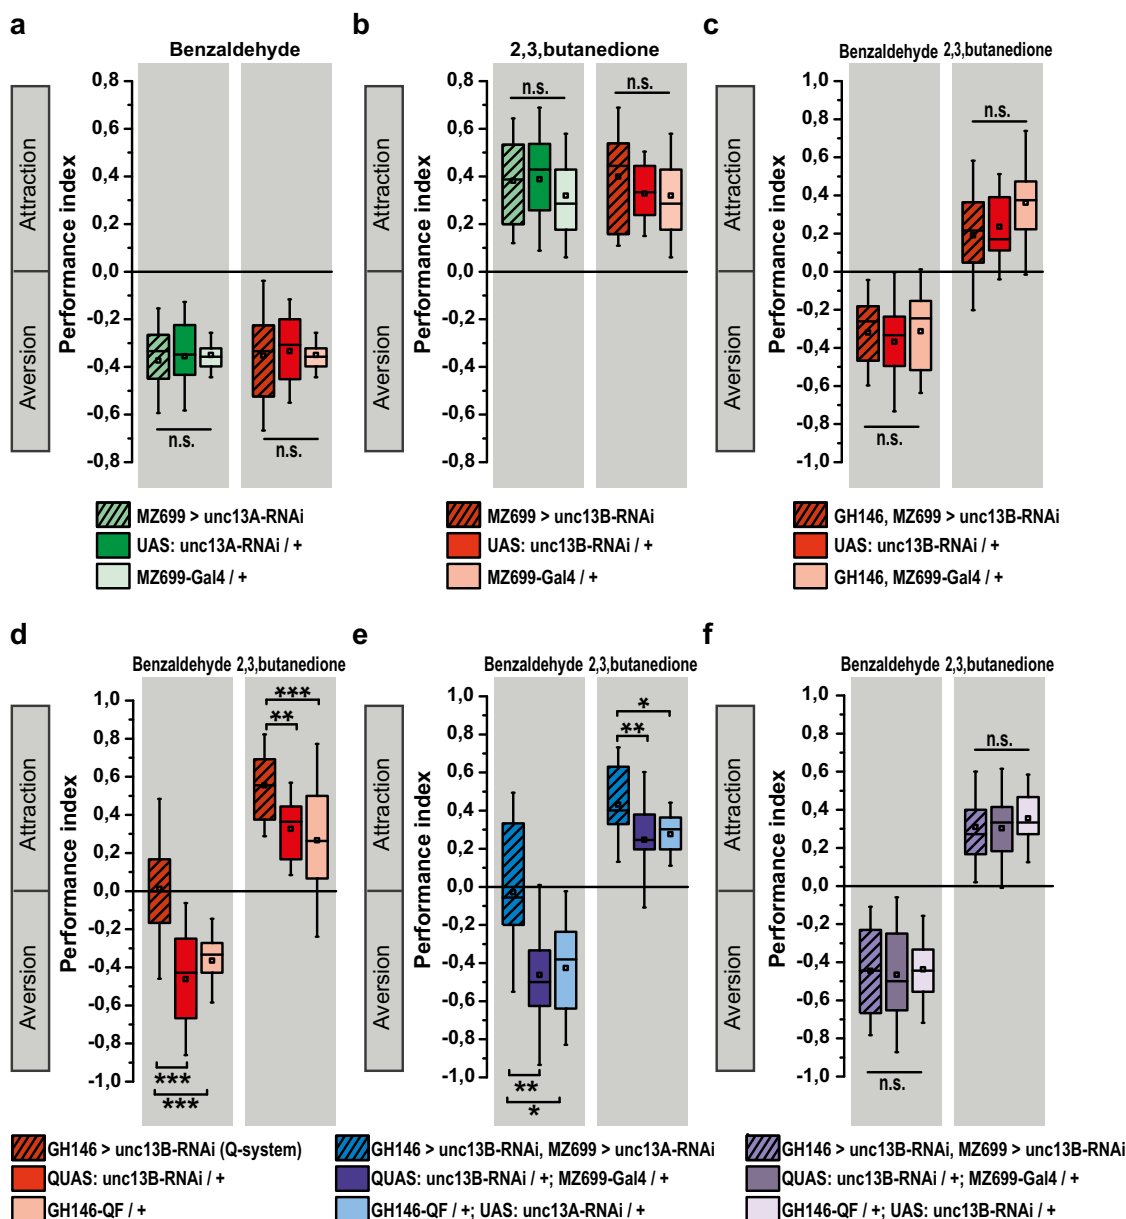 a
Benzaldehyde
Attraction
Aversion
Performance index
0,8
0,6
0,4
0,2
0,0
-0,2
-0,4
-0,6
-0,8
n.s.
n.s.
MZ699 > unc13A-RNAi
UAS: unc13A-RNAi / +
MZ699-Gal4 / +
b
2,3,butanedione
Attraction
Aversion
Performance index
0,8
0,6
0,4
0,2
0,0
-0,2
-0,4
-0,6
-0,8
n.s.
n.s.
MZ699 > unc13B-RNAi
UAS: unc13B-RNAi / +
MZ699-Gal4 / +
c
Benzaldehyde 2,3,butanedione
Attraction
Aversion
Performance index
1,0
0,8
0,6
0,4
0,2
0,0
-0,2
-0,4
-0,6
-0,8
-1,0
n.s.
n.s.
GH146, MZ699 > unc13B-RNAi
UAS: unc13B-RNAi / +
GH146, MZ699-Gal4 / +
d
Benzaldehyde 2,3,butanedione
Attraction
Aversion
Performance index
1,0
0,8
0,6
0,4
0,2
0,0
-0,2
-0,4
-0,6
-0,8
-1,0
***
**
***
***
GH146 > unc13B-RNAi (Q-system)
QUAS: unc13B-RNAi / +
GH146-QF / +
e
Benzaldehyde 2,3,butanedione
Attraction
Aversion
Performance index
1,0
0,8
0,6
0,4
0,2
0,0
-0,2
-0,4
-0,6
-0,8
-1,0
*
**
**
*
GH146 > unc13B-RNAi, MZ699 > unc13A-RNAi
QUAS: unc13B-RNAi / +; MZ699-Gal4 / +
GH146-QF / +; UAS: unc13A-RNAi / +
f
Benzaldehyde 2,3,butanedione
Attraction
Aversion
Performance index
1,0
0,8
0,6
0,4
0,2
0,0
-0,2
-0,4
-0,6
-0,8
-1,0
n.s.
n.s.
GH146 > unc13B-RNAi, MZ699 > unc13B-RNAi
QUAS: unc13B-RNAi / +; MZ699-Gal4 / +
GH146-QF / +; UAS: unc13B-RNAi / +